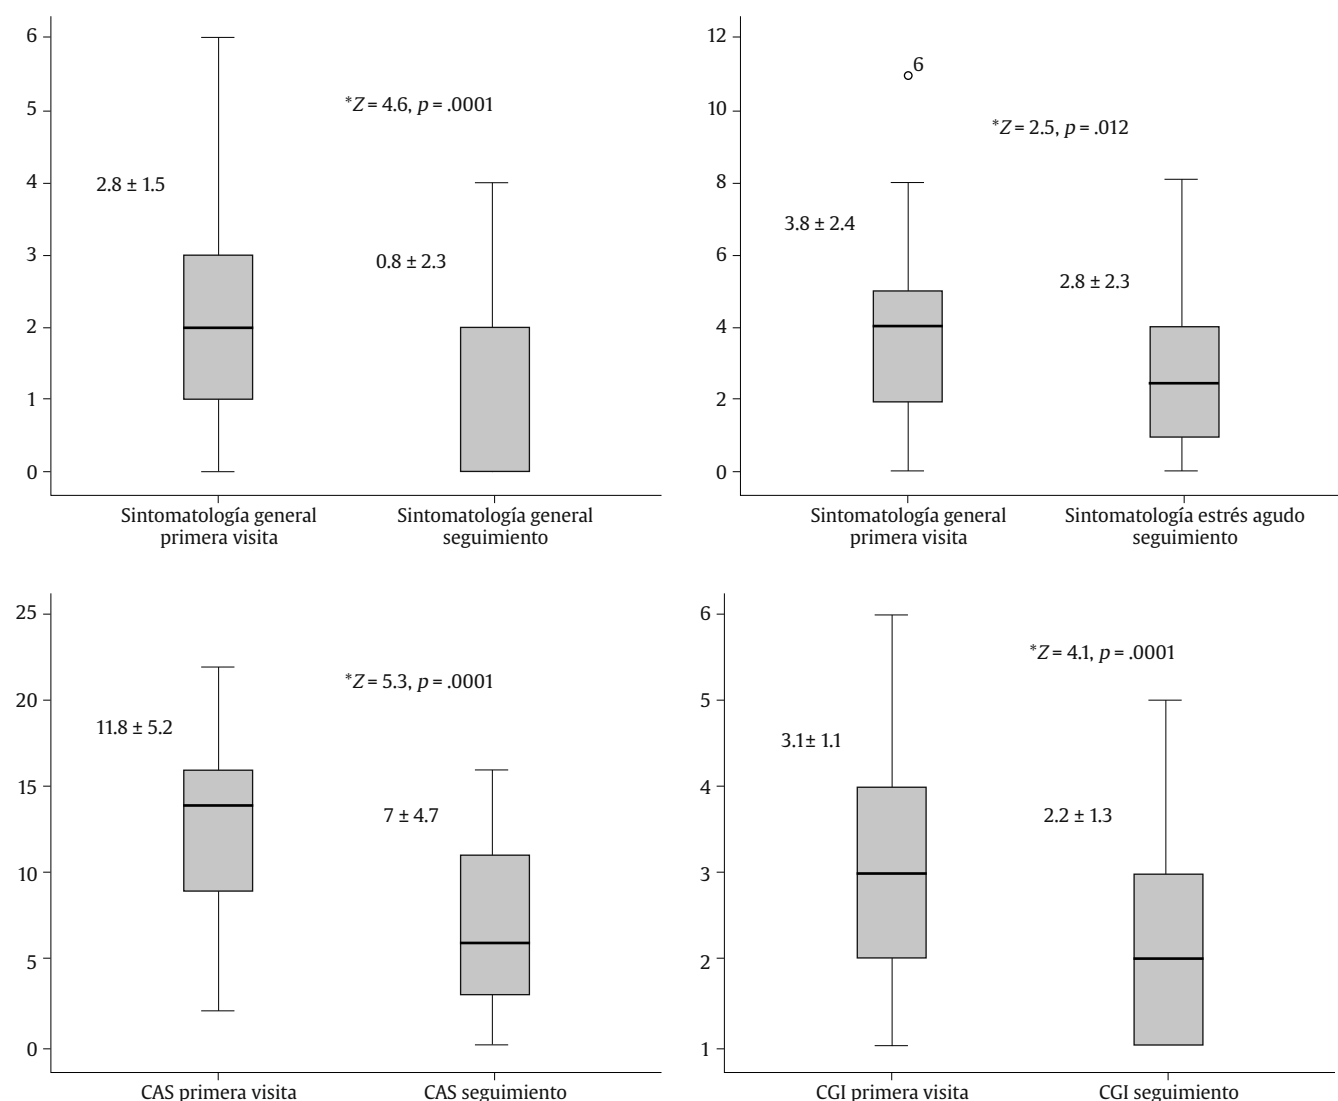 6
5
4
3
2
1
0
*Z = 4.6, p = .0001
2.8 ± 1.5
0.8 ± 2.3
Sintomatología general
primera visita
Sintomatología general
seguimiento
12
10
8
6
4
2
0
6
*Z = 2.5, p = .012
3.8 ± 2.4
2.8 ± 2.3
Sintomatología general
primera visita
Sintomatología estrés agudo
seguimiento
25
20
15
10
5
0
*Z = 5.3, p = .0001
11.8 ± 5.2
7 ± 4.7
CAS primera visita
CAS seguimiento
6
5
4
3
2
1
*Z = 4.1, p = .0001
3.1± 1.1
2.2 ± 1.3
CGI primera visita
CGI seguimiento